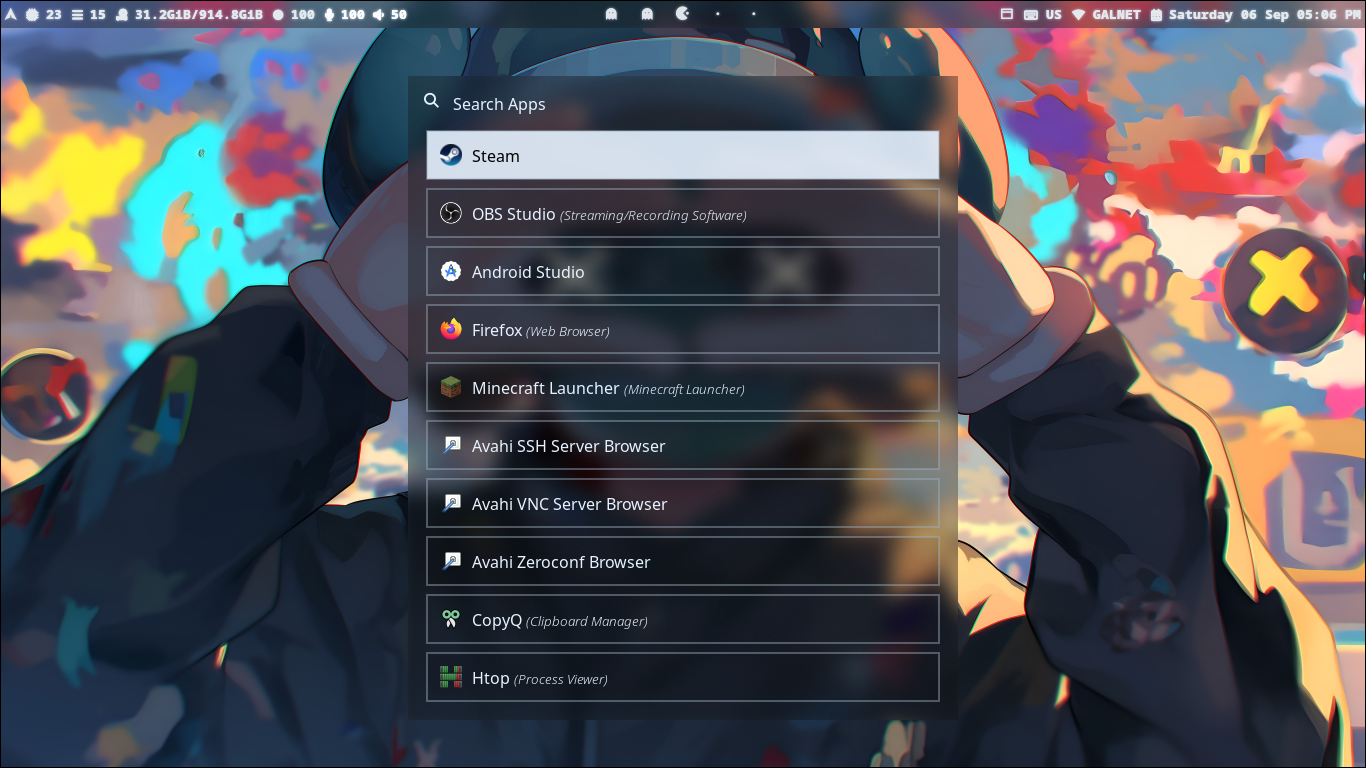 23 15 31.2GiB/914.8GiB 100 100 50 US GALNET Saturday 06 Sep 05:06 PM
Search Apps
Steam
OBS Studio (Streaming/Recording Software)
Android Studio
Firefox (Web Browser)
Minecraft Launcher (Minecraft Launcher)
Avahi SSH Server Browser
Avahi VNC Server Browser
Avahi Zeroconf Browser
CopyQ (Clipboard Manager)
Htop (Process Viewer)